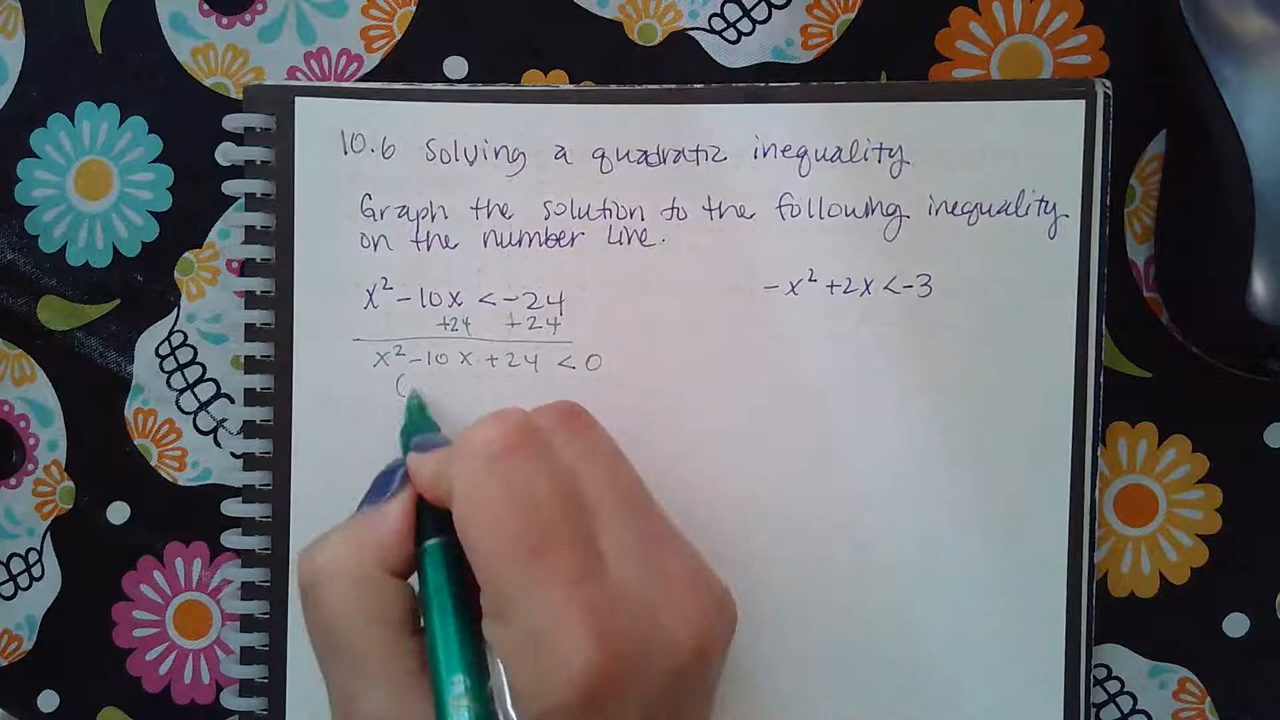 10.6 Solving a quadratic inequality
Graph the solution to the following inequality
on the number line.
x² - 10x < -24
+24 +24
x² - 10x + 24 < 0
(
-x² + 2x < -3